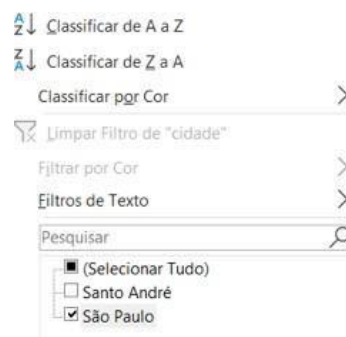 Classificar de A a Z
Classificar de Z a A
Classificar por Cor
Limpar Filtro de "cidade"
Filtrar por Cor
Filtros de Texto
Pesquisar
(Selecionar Tudo)
Santo André
São Paulo